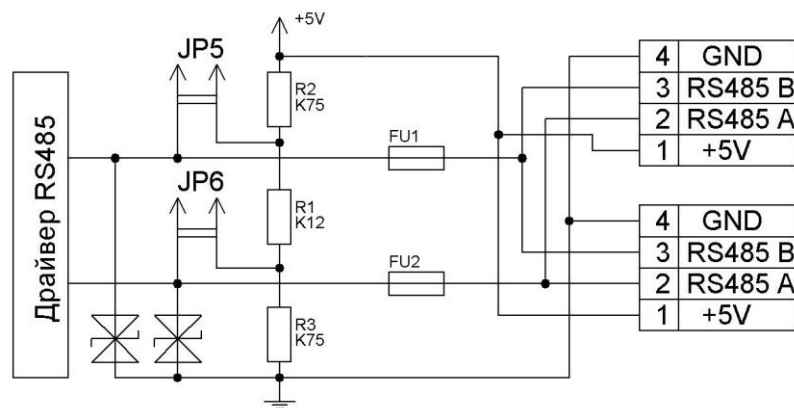 +5V
JP5
R2
K75
FU1
Драйвер RS485
JP6
R1
K12
FU2
R3
K75
4 GND
3 RS485 B
2 RS485 A
1 +5V
4 GND
3 RS485 B
2 RS485 A
1 +5V